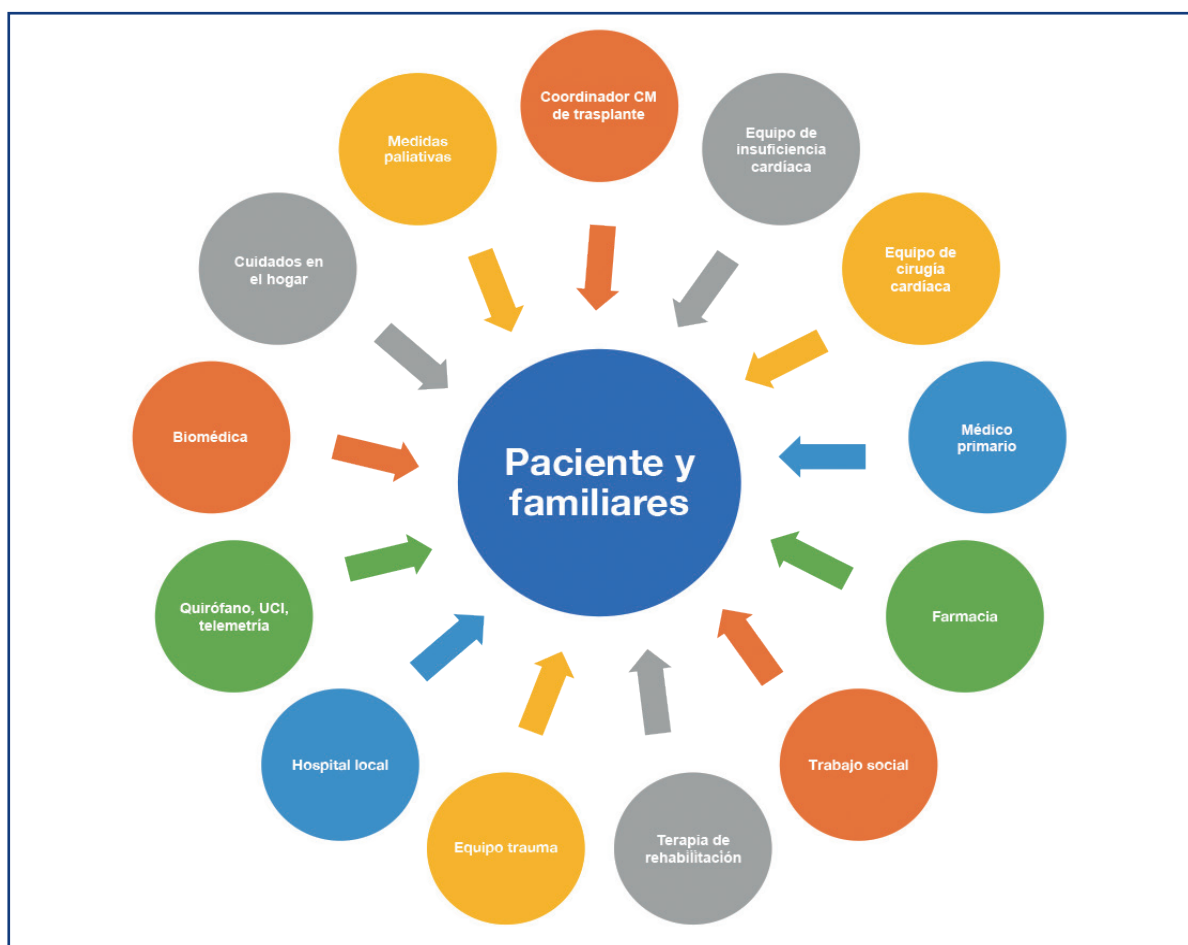 Coordinador CM
de trasplante
Equipo de
insuficiencia
cardíaca
Equipo de
cirugía
cardíaca
Médico
primario
Farmacia
Trabajo social
Terapia de
rehabilitación
Equipo trauma
Hospital local
Quirófano, UCI,
telemetría
Biomédica
Cuidados en
el hogar
Medidas
paliativas
Paciente y
familiares